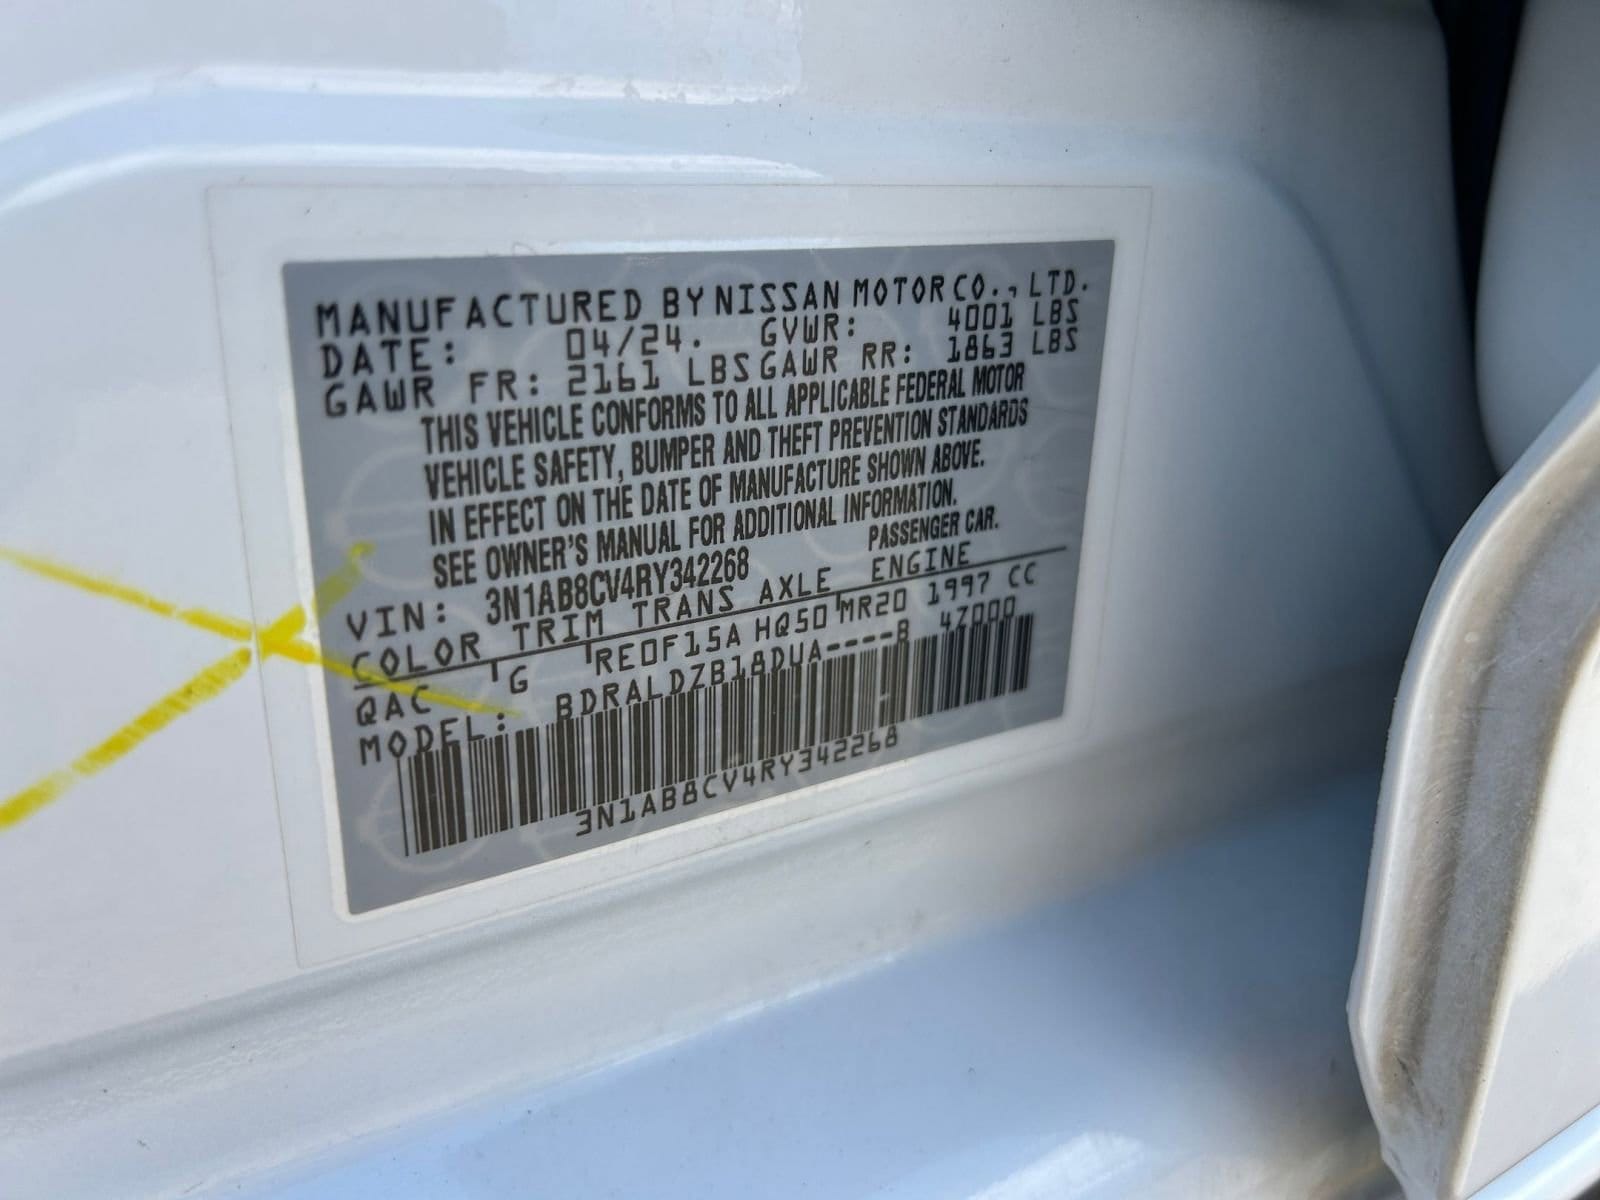 MANUFACTURED BY NISSAN MOTOR CO., LTD.
DATE: 04/24. GVWR: 4001 LBS
GAWR FR: 2161 LBS GAWR RR: 1863 LBS
THIS VEHICLE CONFORMS TO ALL APPLICABLE FEDERAL MOTOR
VEHICLE SAFETY, BUMPER AND THEFT PREVENTION STANDARDS
IN EFFECT ON THE DATE OF MANUFACTURE SHOWN ABOVE.
SEE OWNER'S MANUAL FOR ADDITIONAL INFORMATION.
VIN: 3N1AB8CV4RY342268 PASSENGER CAR.
COLOR TRIM TRANS AXLE ENGINE
QAC G RE0F15A HQ50 MR20 1997 CC
MODEL: BDRALDZB18DUA----B 4Z000
3N1AB8CV4RY342268